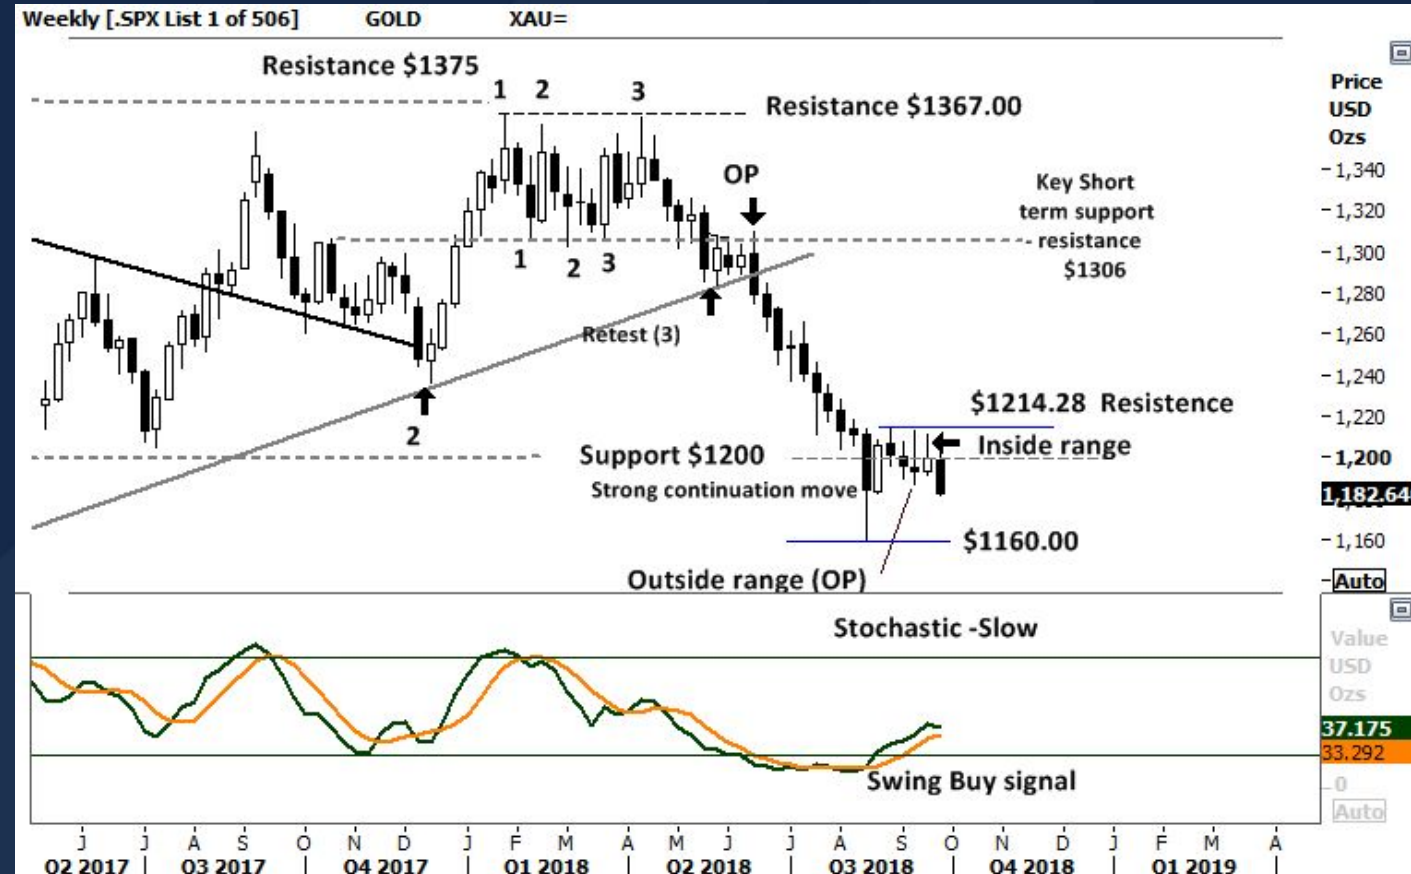 Weekly [.SPX List 1 of 506] GOLD XAU=
Resistance $1375
1 2 3
Resistance $1367.00
Price
USD
Ozs
1,340
OP
Key Short
term support
- resistance
$1306
1,320
1,300
1 2 3
1,280
Retest (3)
1,260
1,240
$1214.28 Resistence
1,220
2
Inside range
Support $1200
1,200
Strong continuation move
1,182.64
$1160.00
1,160
Outside range (OP)
Auto
Stochastic -Slow
Value
USD
Ozs
37.175
33.292
Swing Buy signal
0
Auto
J J A S O N D J F M A M J J A S O N D J F M A
Q2 2017 Q3 2017 Q4 2017 Q1 2018 Q2 2018 Q3 2018 Q4 2018 Q1 2019